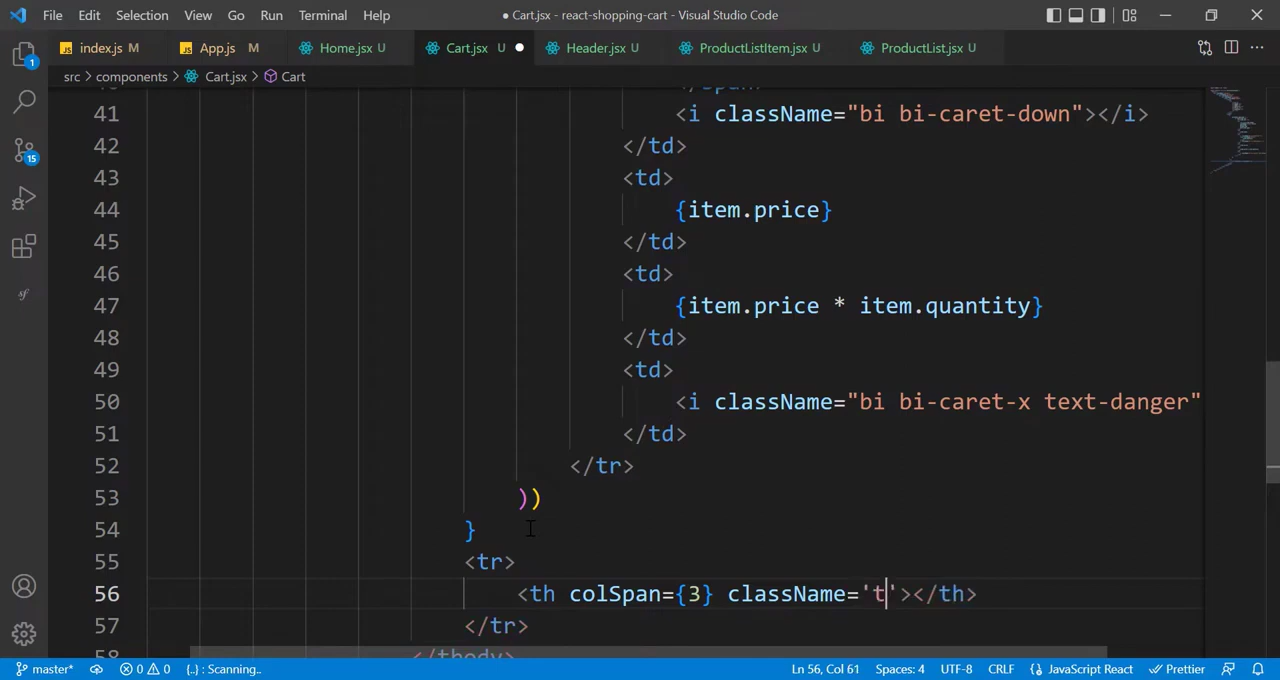 File Edit Selection View Go Run Terminal Help
● Cart.jsx - react-shopping-cart - Visual Studio Code
JS index.js M JS App.js M Home.jsx U Cart.jsx U ● Header.jsx U ProductListItem.jsx U ProductList.jsx U
src > components > Cart.jsx > Cart
41 <i className="bi bi-caret-down"></i>
42 </td>
43 <td>
44 {item.price}
45 </td>
46 <td>
47 {item.price * item.quantity}
48 </td>
49 <td>
50 <i className="bi bi-caret-x text-danger"
51 </td>
52 </tr>
53 ))
54 }
55 <tr>
56 <th colSpan={3} className='t'></th>
57 </tr>
58 </tbody>
1
15
master* 0 0 {..} : Scanning.. Ln 56, Col 61 Spaces: 4 UTF-8 CRLF JavaScript React Prettier